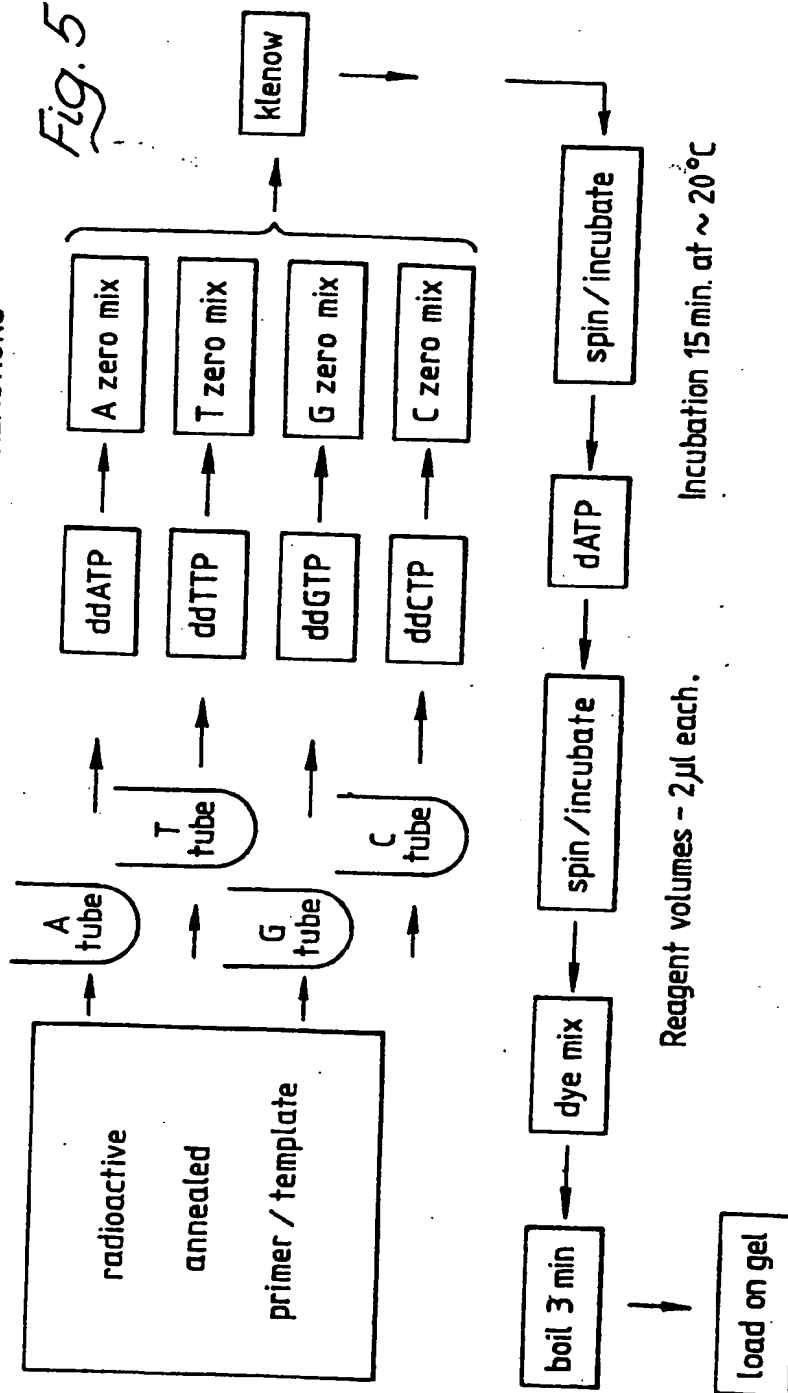 Fig. 5
radioactive
annealed
primer / template
A
tube
T
tube
G
tube
C
tube
ddATP
ddTTP
ddGTP
ddCTP
A zero mix
T zero mix
G zero mix
C zero mix
klenow
spin/incubate
dATP
spin/incubate
dye mix
boil 3 min
load on gel
Incubation 15 min. at ~ 20°C
Reagent volumes - 2µl each.